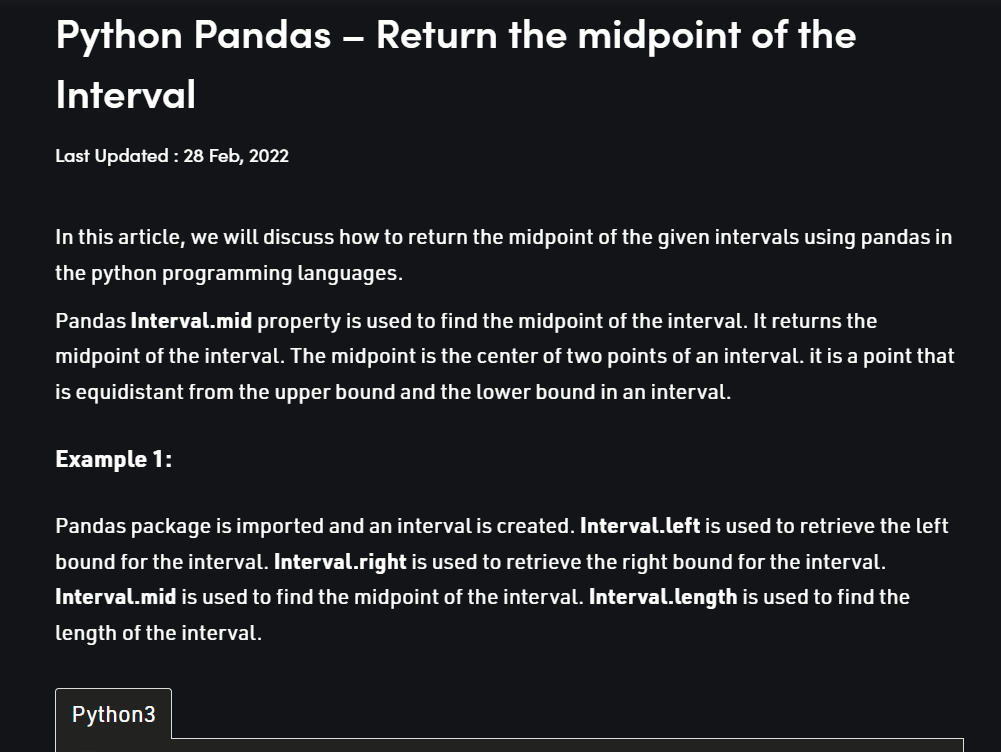 Python Pandas – Return the midpoint of the
Interval
Last Updated : 28 Feb, 2022
In this article, we will discuss how to return the midpoint of the given intervals using pandas in
the python programming languages.
Pandas Interval.mid property is used to find the midpoint of the interval. It returns the
midpoint of the interval. The midpoint is the center of two points of an interval. it is a point that
is equidistant from the upper bound and the lower bound in an interval.
Example 1:
Pandas package is imported and an interval is created. Interval.left is used to retrieve the left
bound for the interval. Interval.right is used to retrieve the right bound for the interval.
Interval.mid is used to find the midpoint of the interval. Interval.length is used to find the
length of the interval.
Python3